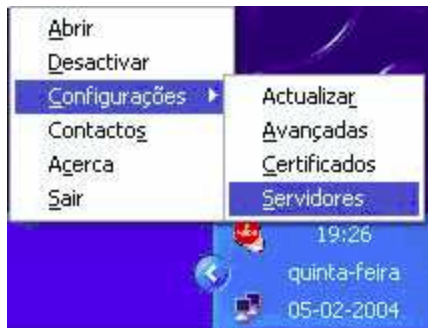 Abrir
Desactivar
Configurações
Contactos
Acerca
Sair
Actualizar
Avançadas
Certificados
Servidores
19:26
quinta-feira
05-02-2004